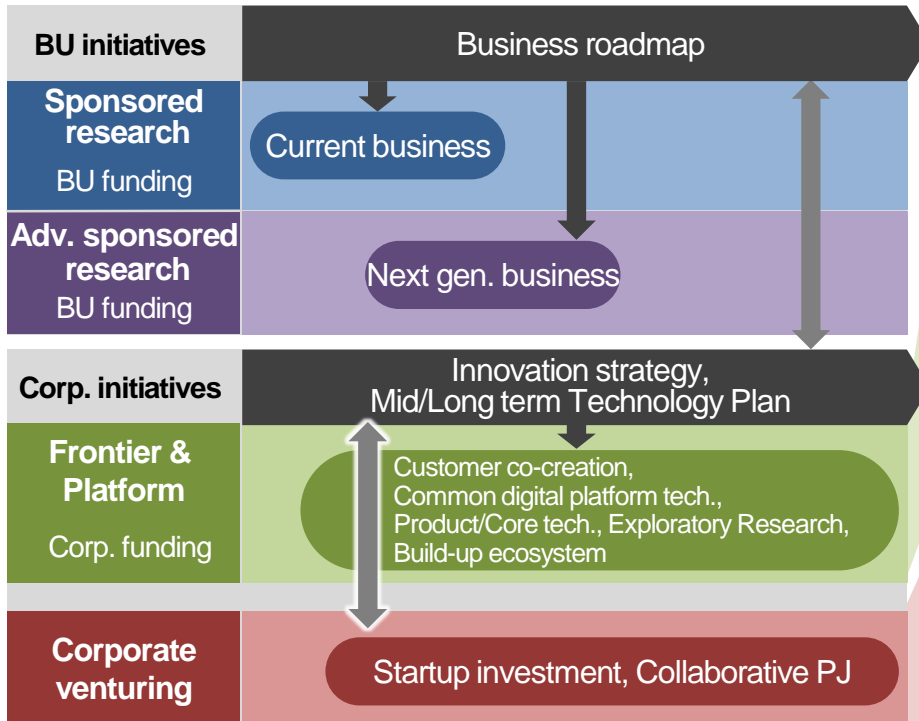 BU initiatives
Business roadmap
Sponsored
research
BU funding
Current business
Adv. sponsored
research
BU funding
Next gen. business
Corp. initiatives
Innovation strategy,
Mid/Long term Technology Plan
Frontier &
Platform
Corp. funding
Customer co-creation,
Common digital platform tech.,
Product/Core tech., Exploratory Research,
Build-up ecosystem
Corporate
venturing
Startup investment, Collaborative PJ